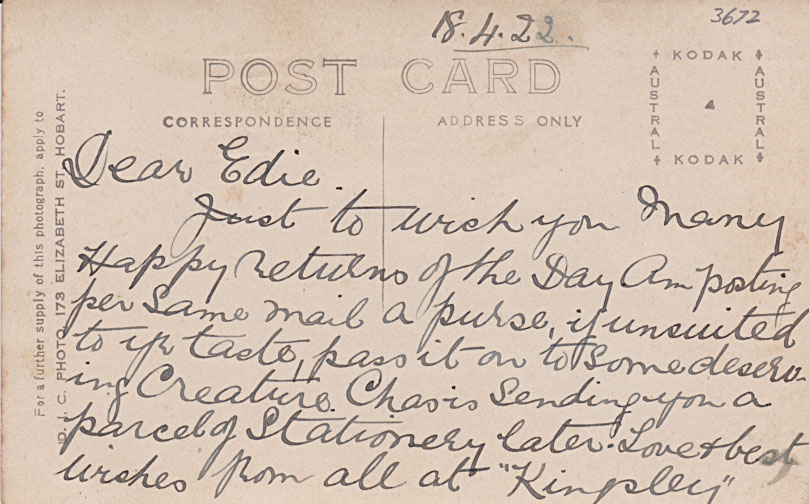 3672
18.4.22.
POST CARD
CORRESPONDENCE
ADDRESS ONLY
KODAK
AUSTRAL
AUSTRAL
KODAK
For a further supply of this photograph, apply to
D. J. C. PHOTO, 173 ELIZABETH ST. HOBART.
Dear Edie.
Just to wish you Many
Happy returns of the Day Am posting
per Same mail a purse, if unsuited
to yr taste, pass it on to Some deserv-
ing Creature. Chas is Sending you a
parcel of Stationery later. Love & best
wishes from all at "Kingsley"